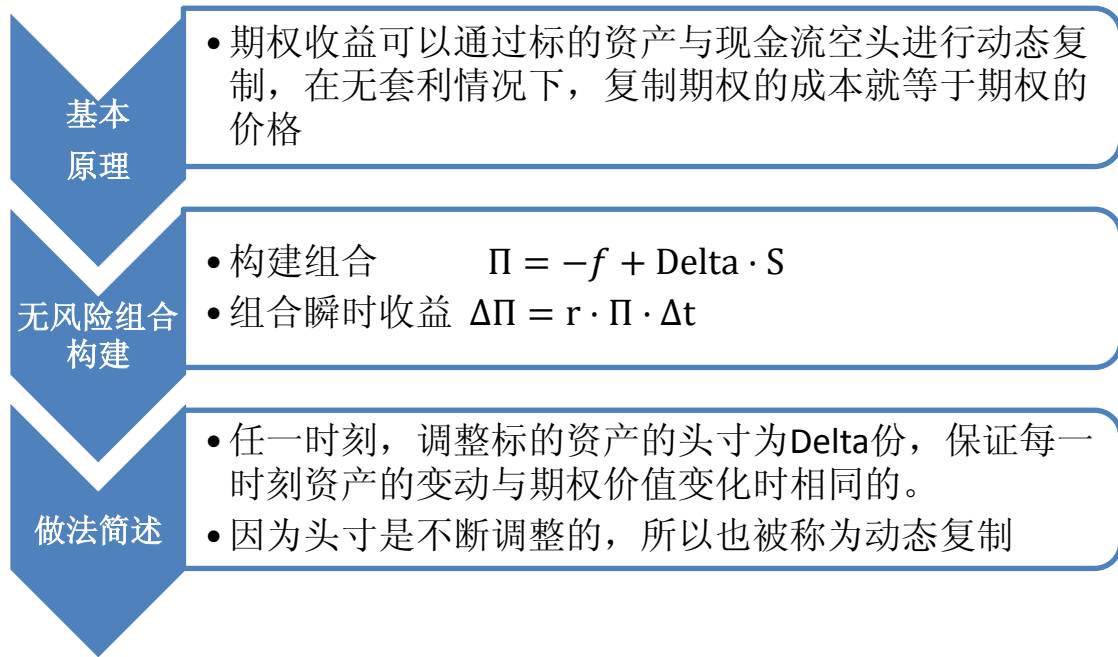 基本
原理
• 期权收益可以通过标的资产与现金流空头进行动态复
制，在无套利情况下，复制期权的成本就等于期权的
价格
无风险组合
构建
• 构建组合 Π = −f + Delta · S
• 组合瞬时收益 ΔΠ = r · Π · Δt
做法简述
• 任一时刻，调整标的资产的头寸为Delta份，保证每一
时刻资产的变动与期权价值变化时相同的。
• 因为头寸是不断调整的，所以也被称为动态复制